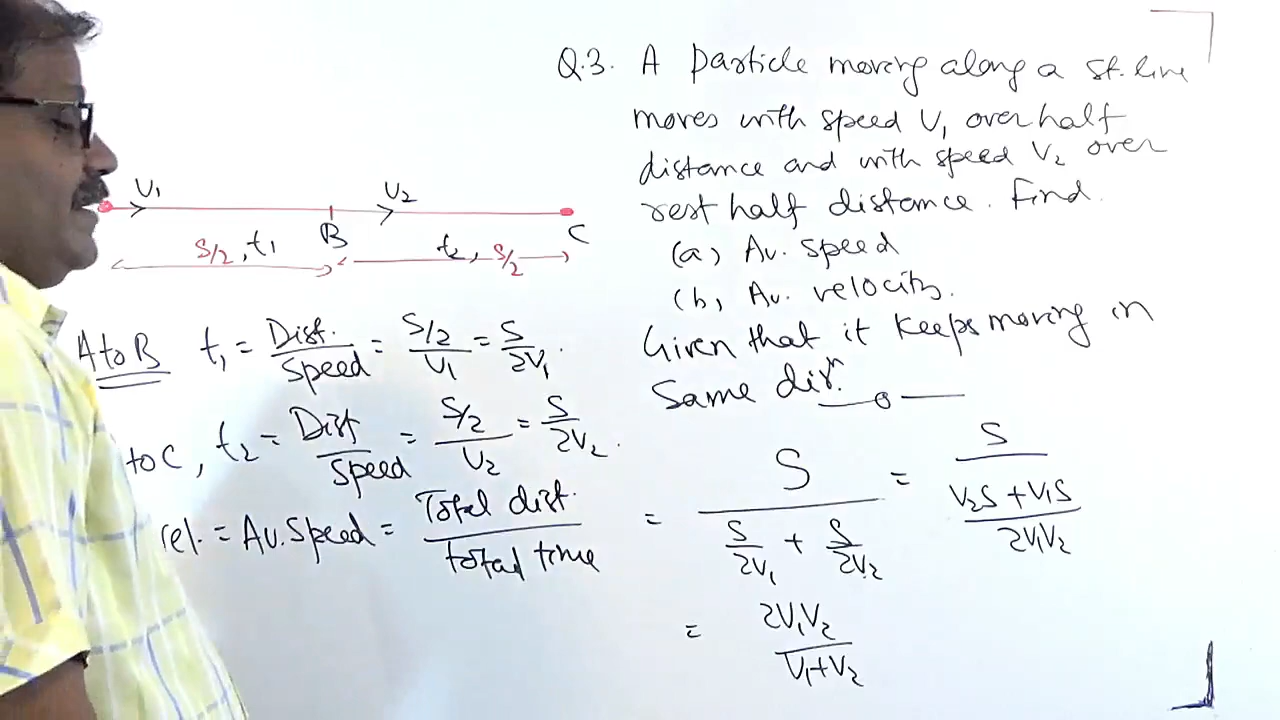 Q.3. A particle moving along a st. line
moves with speed V₁ over half
distance and with speed V₂ over
rest half distance. Find.
(a) Av. speed
(b) Av. velocity.
Given that it keeps moving in
Same dirⁿ.
V₁ V₂
B C
S/2, t₁ t₂, S/2
A to B t₁ = Dist./Speed = (S/2)/V₁ = S/2V₁.
to C, t₂ = Dist/Speed = (S/2)/V₂ = S/2V₂.
vel. = Av. Speed = Total dist./total time = S/(S/2V₁ + S/2V₂) = S/((V₂S + V₁S)/2V₁V₂)
= 2V₁V₂/(V₁+V₂)